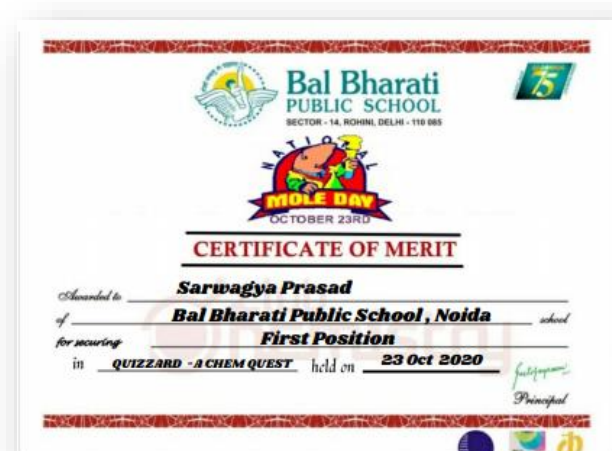 Bal Bharati
PUBLIC SCHOOL
SECTOR - 14, ROHINI, DELHI - 110 085
75
NATIONAL
MOLE DAY
OCTOBER 23RD
CERTIFICATE OF MERIT
Awarded to Sarwagya Prasad
of Bal Bharati Public School , Noida school
for securing First Position
in QUIZZARD - A CHEM QUEST held on 23 Oct 2020
Principal